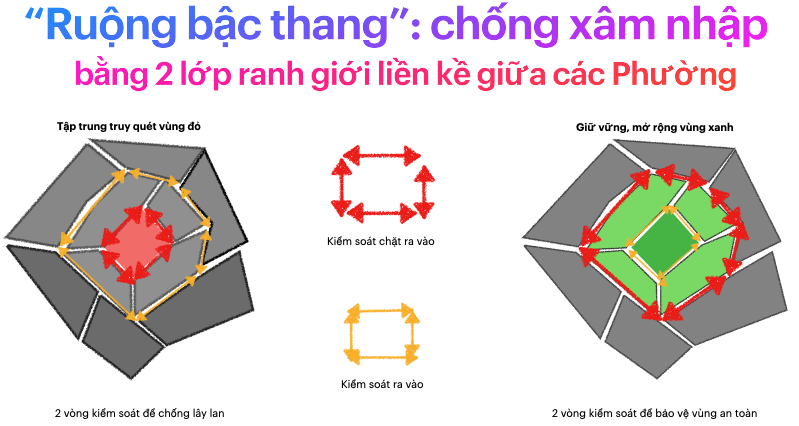 “Ruộng bậc thang”: chống xâm nhập
bằng 2 lớp ranh giới liền kề giữa các Phường
Tập trung truy quét vùng đỏ
Giữ vững, mở rộng vùng xanh
Kiểm soát chặt ra vào
Kiểm soát ra vào
2 vòng kiểm soát để chống lây lan
2 vòng kiểm soát để bảo vệ vùng an toàn